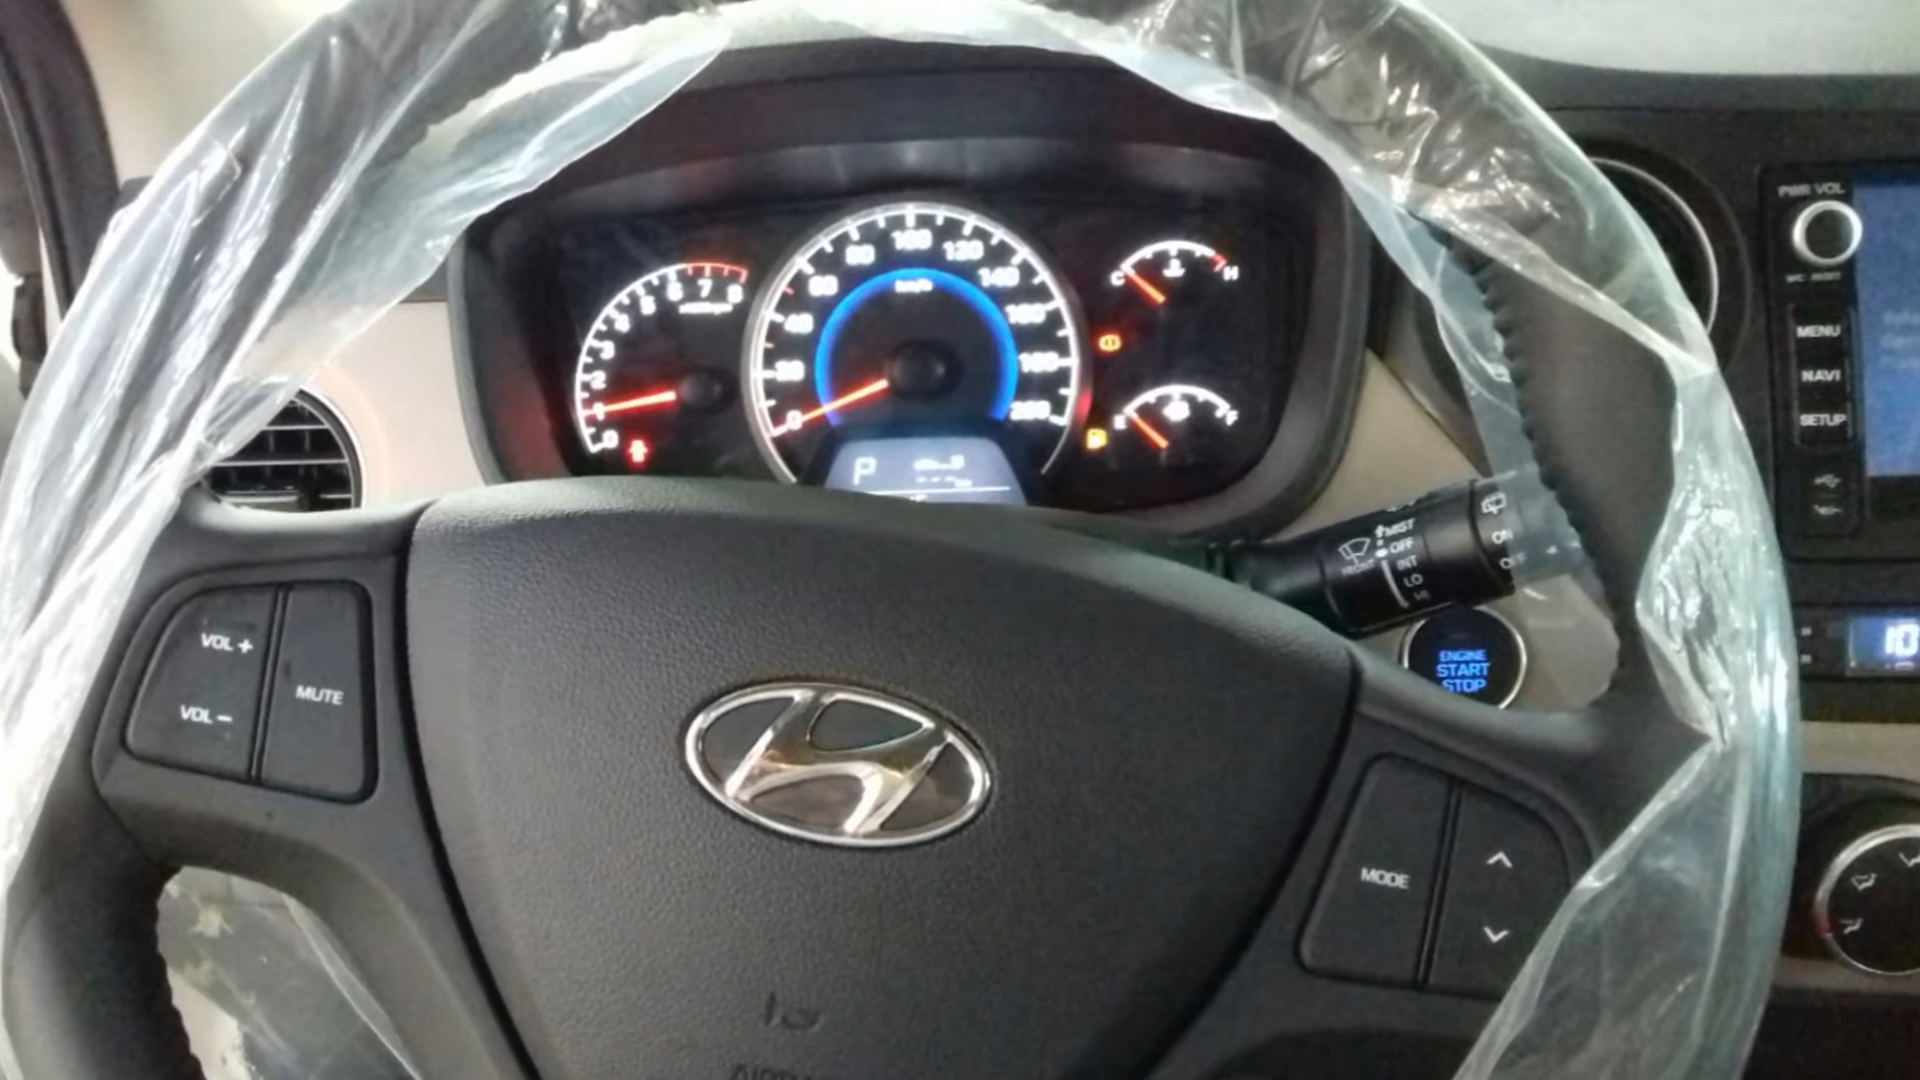 PWR VOL
MENU
NAVI
SETUP
0
1
2
3
4
5
6
7
8
0
20
40
60
80
100
120
140
160
180
200
km/h
C
H
E
F
P
MIST
OFF
INT
LO
HI
FRONT
ON
OFF
ENGINE
START
STOP
10
VOL +
VOL −
MUTE
MODE